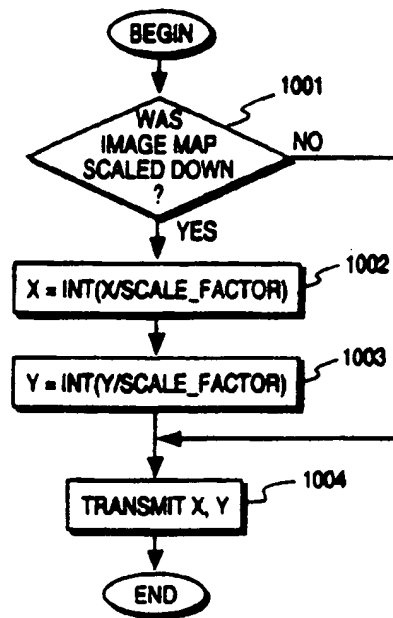 BEGIN
1001
WAS
IMAGE MAP
SCALED DOWN
?
NO
YES
1002
X = INT(X/SCALE_FACTOR)
1003
Y = INT(Y/SCALE_FACTOR)
1004
TRANSMIT X, Y
END